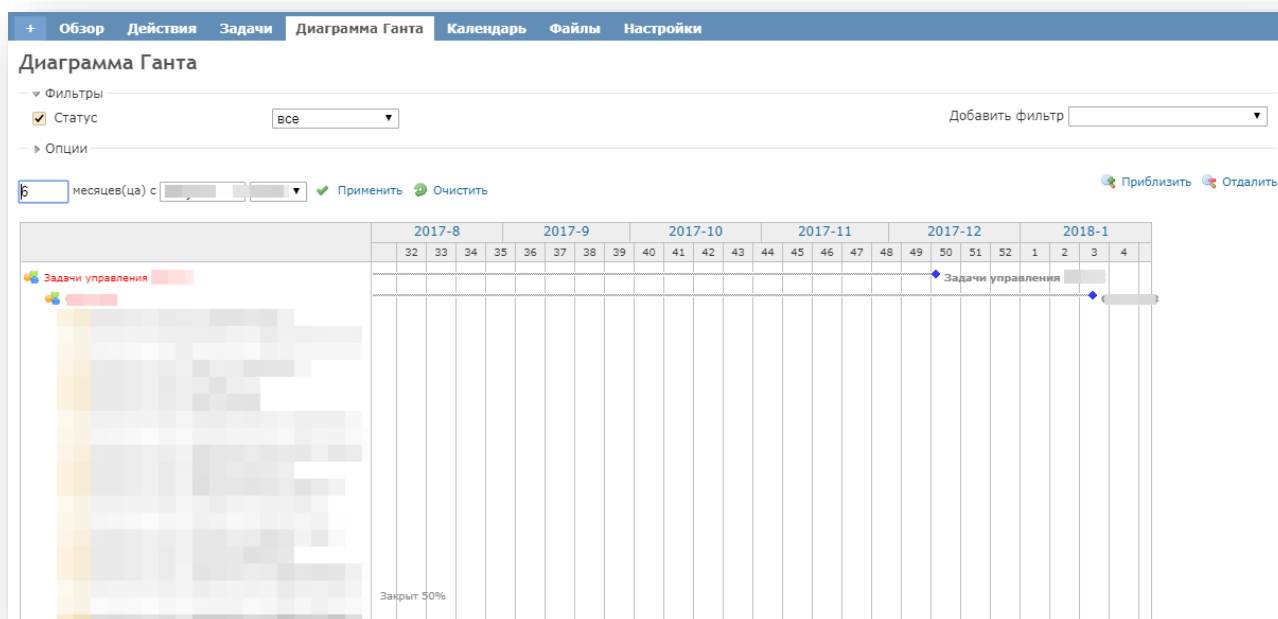 + Обзор Действия Задачи Диаграмма Ганта Календарь Файлы Настройки
Диаграмма Ганта
Фильтры
Статус все Добавить фильтр
Опции
6 месяцев(ца) с Применить Очистить Приблизить Отдалить
2017-8 2017-9 2017-10 2017-11 2017-12 2018-1
32 33 34 35 36 37 38 39 40 41 42 43 44 45 46 47 48 49 50 51 52 1 2 3 4
Задачи управления Задачи управления
Закрыт 50%